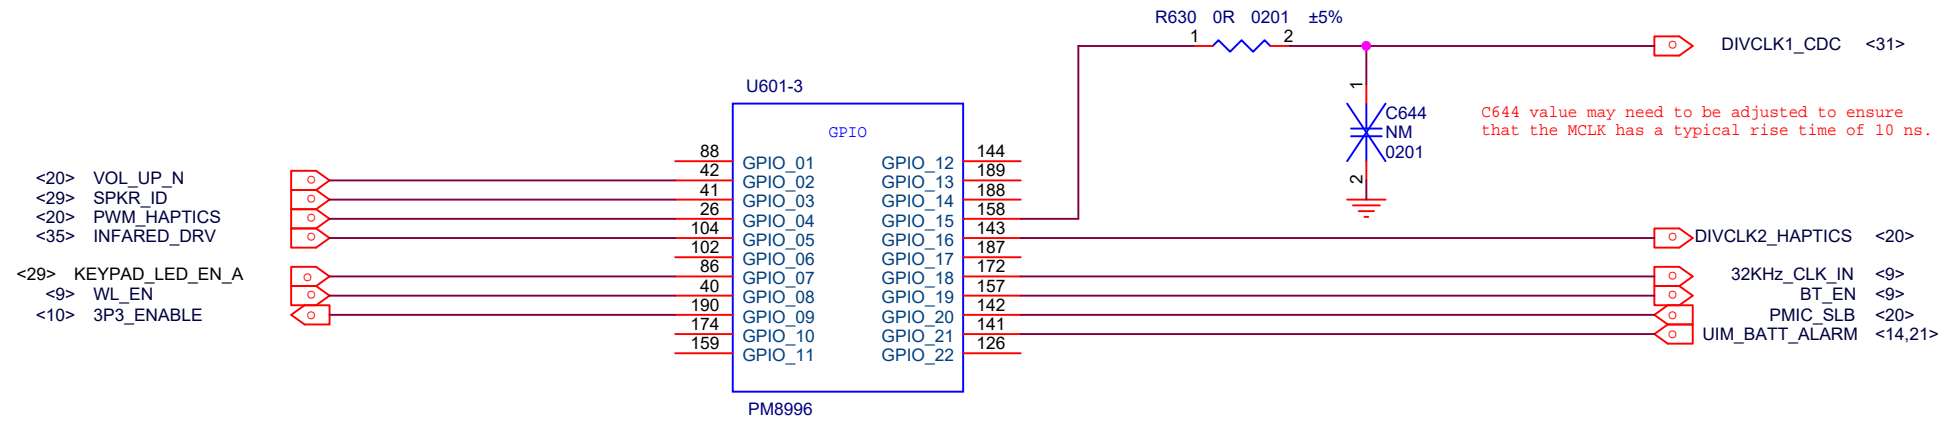 R630 0R 0201 ±5%
1 2
DIVCLK1_CDC <31>
U601-3
1
C644
NM
0201
2
C644 value may need to be adjusted to ensure
that the MCLK has a typical rise time of 10 ns.
GPIO
88 GPIO_01 GPIO_12 144
<20> VOL_UP_N 42 GPIO_02 GPIO_13 189
<29> SPKR_ID 41 GPIO_03 GPIO_14 188
<20> PWM_HAPTICS 26 GPIO_04 GPIO_15 158
<35> INFARED_DRV 104 GPIO_05 GPIO_16 143 DIVCLK2_HAPTICS <20>
102 GPIO_06 GPIO_17 187
<29> KEYPAD_LED_EN_A 86 GPIO_07 GPIO_18 172 32KHz_CLK_IN <9>
<9> WL_EN 40 GPIO_08 GPIO_19 157 BT_EN <9>
<10> 3P3_ENABLE 190 GPIO_09 GPIO_20 142 PMIC_SLB <20>
174 GPIO_10 GPIO_21 141 UIM_BATT_ALARM <14,21>
159 GPIO_11 GPIO_22 126
PM8996